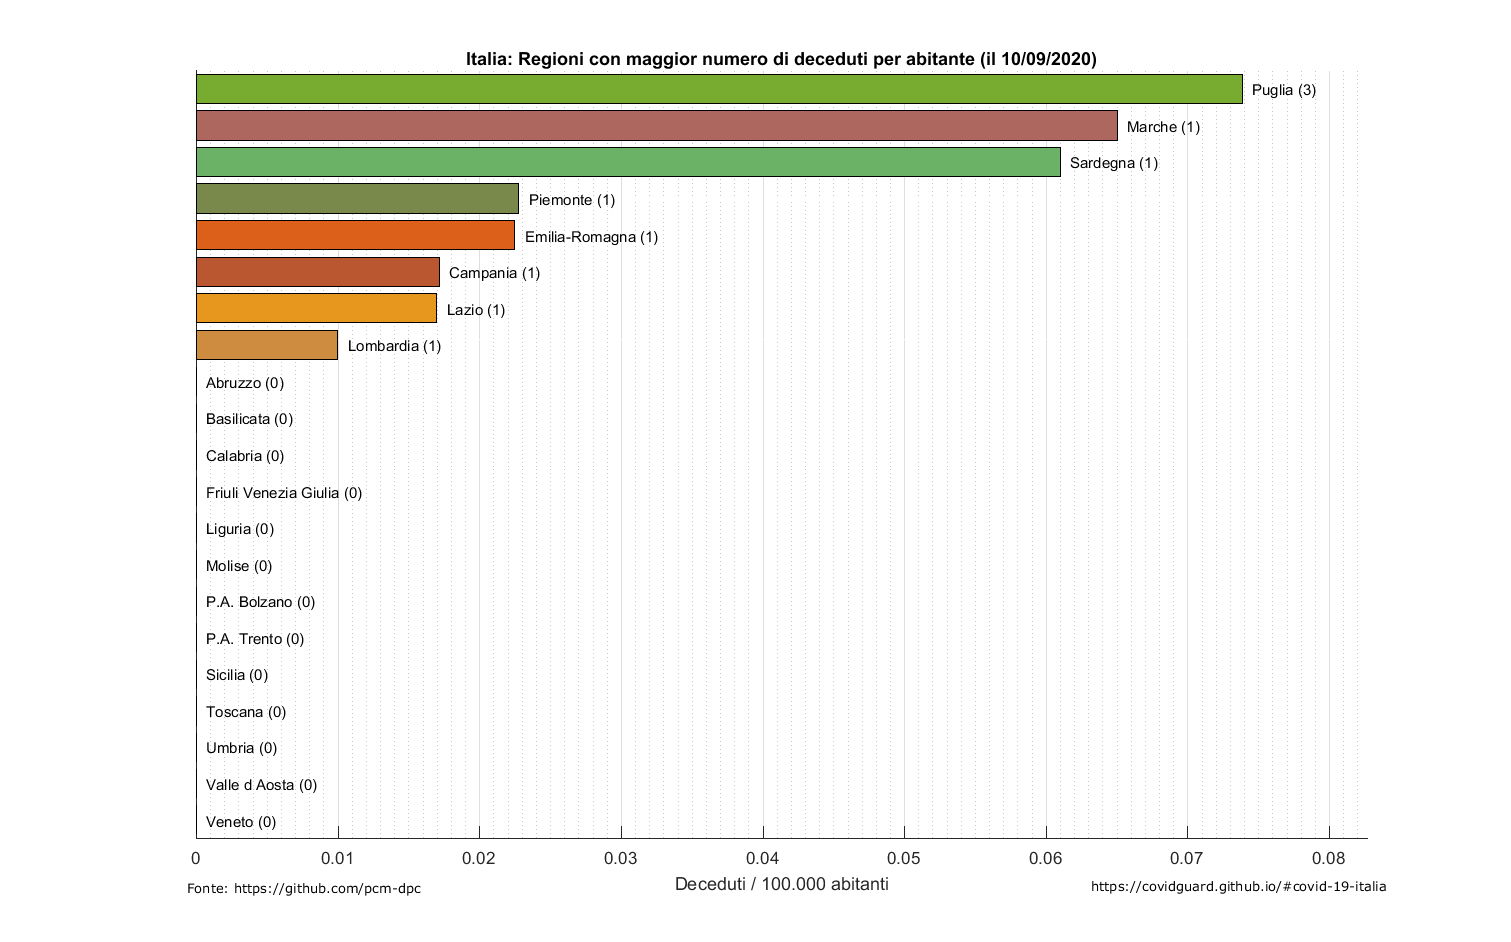 Italia: Regioni con maggior numero di deceduti per abitante (il 10/09/2020)
Puglia (3)
Marche (1)
Sardegna (1)
Piemonte (1)
Emilia-Romagna (1)
Campania (1)
Lazio (1)
Lombardia (1)
Abruzzo (0)
Basilicata (0)
Calabria (0)
Friuli Venezia Giulia (0)
Liguria (0)
Molise (0)
P.A. Bolzano (0)
P.A. Trento (0)
Sicilia (0)
Toscana (0)
Umbria (0)
Valle d Aosta (0)
Veneto (0)
0 0.01 0.02 0.03 0.04 0.05 0.06 0.07 0.08
Deceduti / 100.000 abitanti
Fonte: https://github.com/pcm-dpc
https://covidguard.github.io/#covid-19-italia